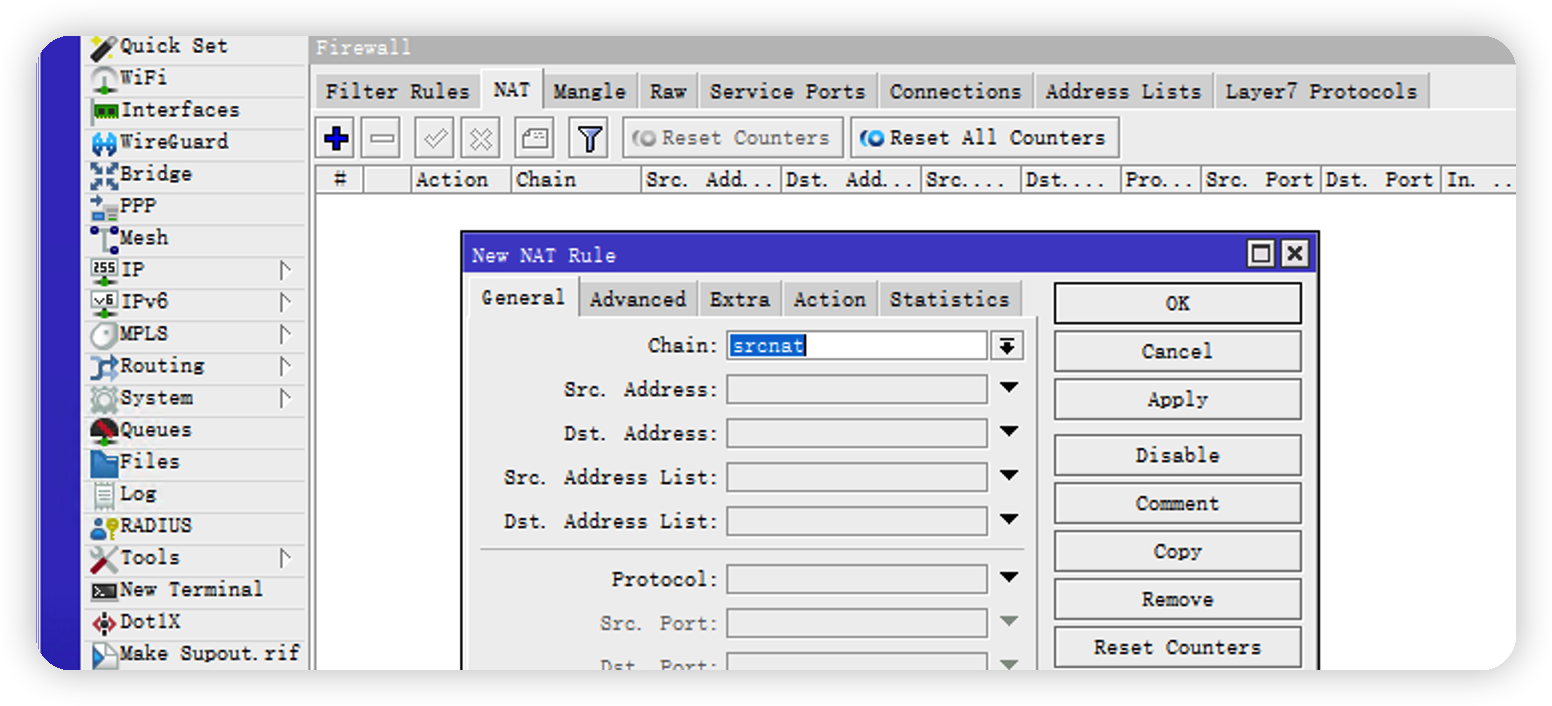 Quick Set
WiFi
Interfaces
WireGuard
Bridge
PPP
Mesh
255 IP
v6 IPv6
MPLS
Routing
System
Queues
Files
Log
RADIUS
Tools
New Terminal
Dot1X
Make Supout.rif
Firewall
Filter Rules NAT Mangle Raw Service Ports Connections Address Lists Layer7 Protocols
Reset Counters Reset All Counters
# Action Chain Src. Add... Dst. Add... Src.... Dst.... Pro... Src. Port Dst. Port In. ..
New NAT Rule
General Advanced Extra Action Statistics
Chain: srcnat
Src. Address:
Dst. Address:
Src. Address List:
Dst. Address List:
Protocol:
Src. Port:
Dst. Port:
OK
Cancel
Apply
Disable
Comment
Copy
Remove
Reset Counters